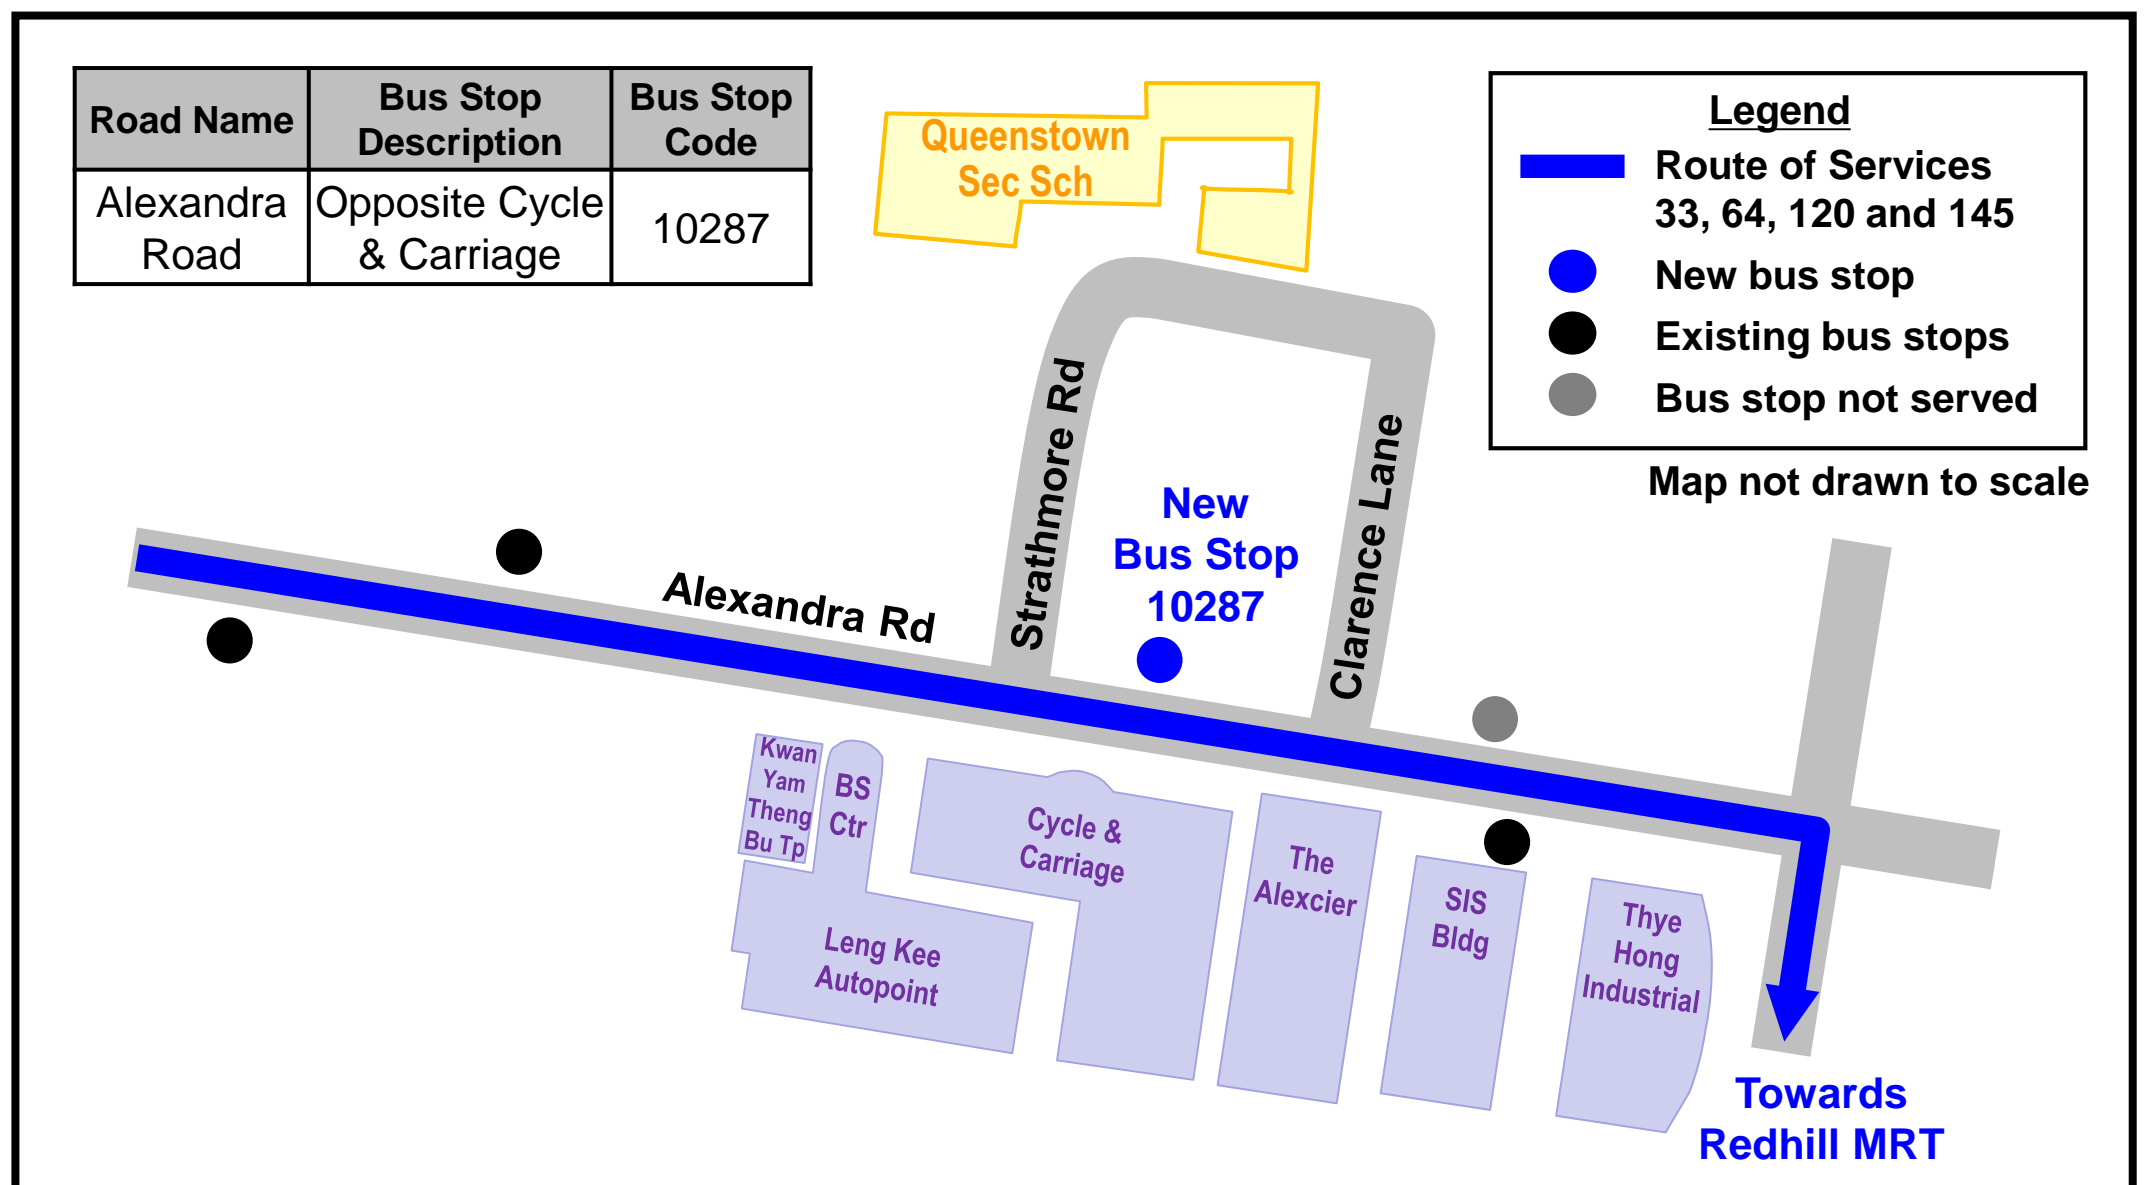 Road Name
Bus Stop
Description
Bus Stop
Code
Alexandra
Road
Opposite Cycle
& Carriage
10287
Queenstown
Sec Sch
Legend
Route of Services
33, 64, 120 and 145
New bus stop
Existing bus stops
Bus stop not served
Map not drawn to scale
Strathmore Rd
Clarence Lane
New
Bus Stop
10287
Alexandra Rd
Kwan
Yam
Theng
Bu Tp
BS
Ctr
Leng Kee
Autopoint
Cycle &
Carriage
The
Alexcier
SIS
Bldg
Thye
Hong
Industrial
Towards
Redhill MRT